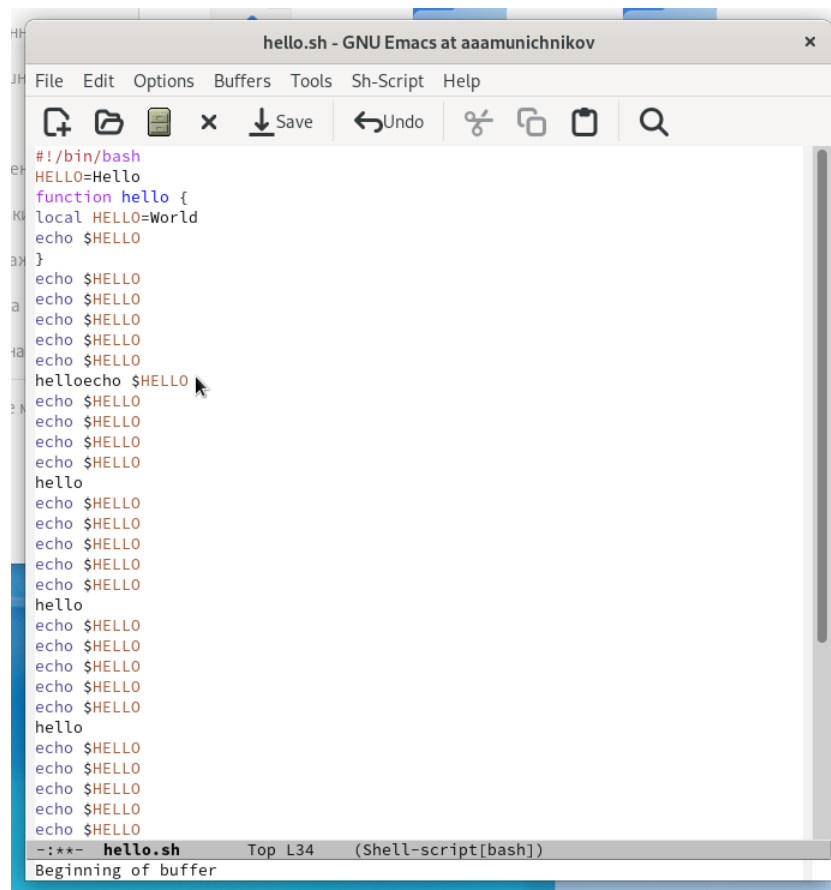 hello.sh - GNU Emacs at aaamunichnikov
File Edit Options Buffers Tools Sh-Script Help
Save Undo
#!/bin/bash
HELLO=Hello
function hello {
local HELLO=World
echo $HELLO
}
echo $HELLO
echo $HELLO
echo $HELLO
echo $HELLO
echo $HELLO
helloecho $HELLO
echo $HELLO
echo $HELLO
echo $HELLO
echo $HELLO
hello
echo $HELLO
echo $HELLO
echo $HELLO
echo $HELLO
echo $HELLO
hello
echo $HELLO
echo $HELLO
echo $HELLO
echo $HELLO
echo $HELLO
hello
echo $HELLO
echo $HELLO
echo $HELLO
echo $HELLO
echo $HELLO
-:**- hello.sh Top L34 (Shell-script[bash])
Beginning of buffer